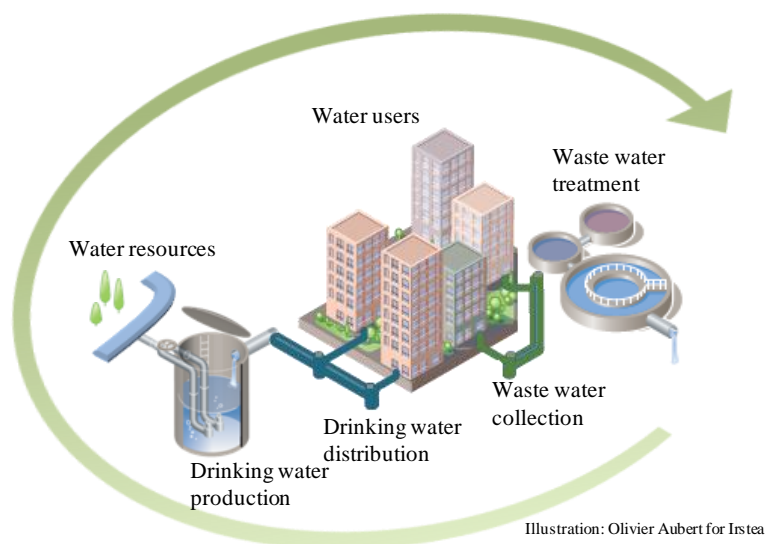 Water users
Waste water
treatment
Water resources
Waste water
collection
Drinking water
distribution
Drinking water
production
Illustration: Olivier Aubert for Irstea